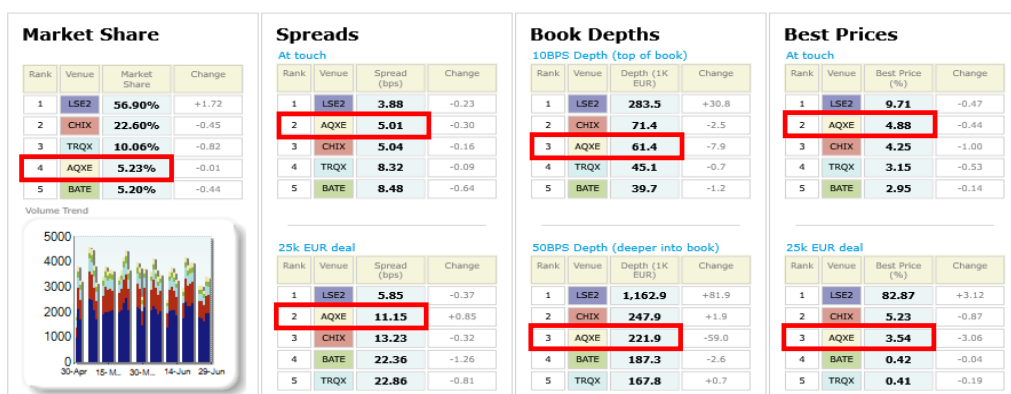 Market Share
Rank Venue Market Share Change
1 LSE2 56.90% +1.72
2 CHIX 22.60% -0.45
3 TRQX 10.06% -0.82
4 AQXE 5.23% -0.01
5 BATE 5.20% -0.44
Volume Trend
5000
4000
3000
2000
1000
0
30-Apr 15-M.. 30-M... 14-Jun 29-Jun
Spreads
At touch
Rank Venue Spread (bps) Change
1 LSE2 3.88 -0.23
2 AQXE 5.01 -0.30
3 CHIX 5.04 -0.16
4 TRQX 8.32 -0.09
5 BATE 8.48 -0.64
25k EUR deal
Rank Venue Spread (bps) Change
1 LSE2 5.85 -0.37
2 AQXE 11.15 +0.85
3 CHIX 13.23 -0.32
4 BATE 22.36 -1.26
5 TRQX 22.86 -0.81
Book Depths
10BPS Depth (top of book)
Rank Venue Depth (1K EUR) Change
1 LSE2 283.5 +30.8
2 CHIX 71.4 -2.5
3 AQXE 61.4 -7.9
4 TRQX 45.1 -0.7
5 BATE 39.7 -1.2
50BPS Depth (deeper into book)
Rank Venue Depth (1K EUR) Change
1 LSE2 1,162.9 +81.9
2 CHIX 247.9 +1.9
3 AQXE 221.9 -59.0
4 BATE 187.3 -2.6
5 TRQX 167.8 +0.7
Best Prices
At touch
Rank Venue Best Price (%) Change
1 LSE2 9.71 -0.47
2 AQXE 4.88 -0.44
3 CHIX 4.25 -1.00
4 TRQX 3.15 -0.53
5 BATE 2.95 -0.14
25k EUR deal
Rank Venue Best Price (%) Change
1 LSE2 82.87 +3.12
2 CHIX 5.23 -0.87
3 AQXE 3.54 -3.06
4 BATE 0.42 -0.04
5 TRQX 0.41 -0.19